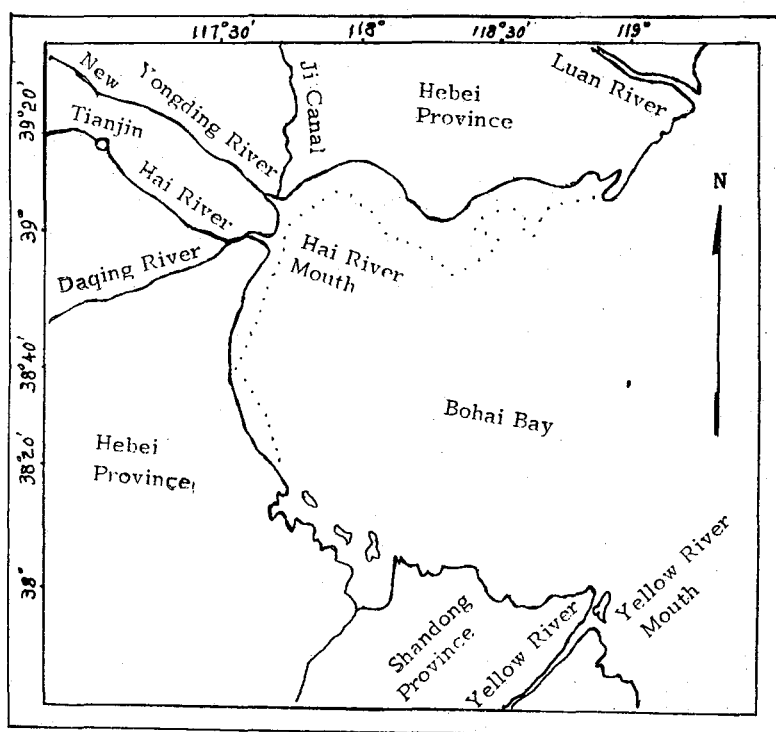 117°30'
118°
118°30'
119°
39°20'
39°
38°40'
38°20'
38°
New
Yongding River
Ji Canal
Hebei
Province
Luan River
Tianjin
Hai River
Daqing River
Hai River
Mouth
N
Bohai Bay
Hebei
Province
Shandong
Province
Yellow River
Yellow River
Mouth